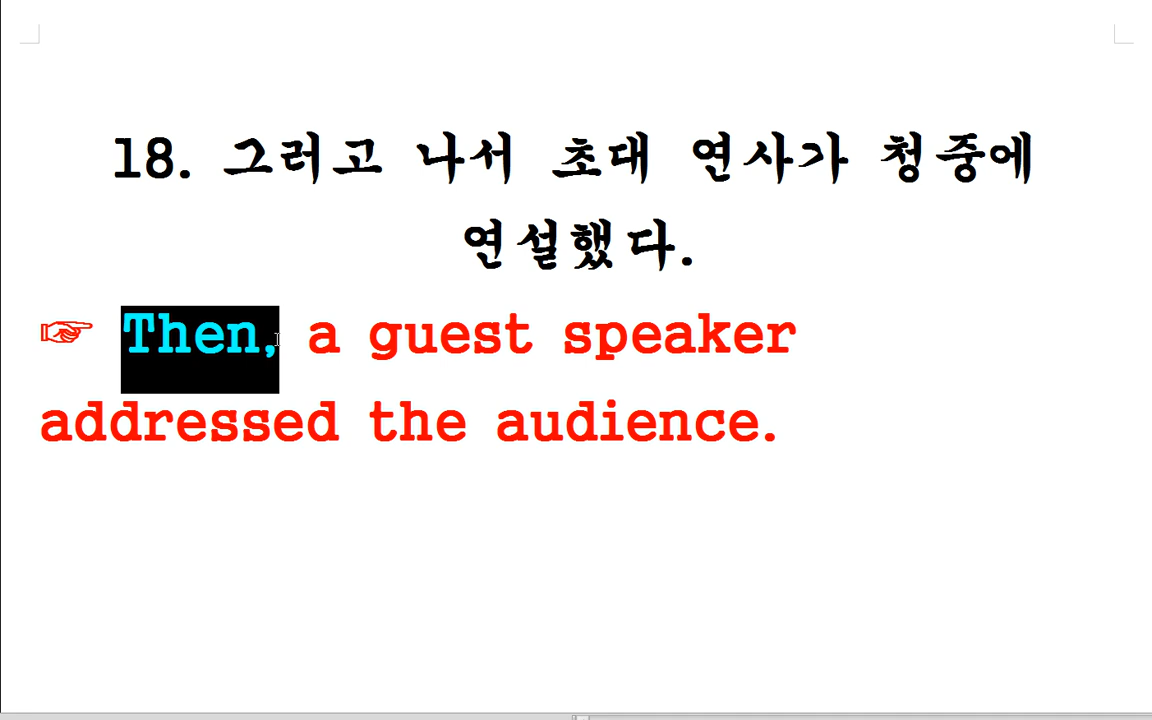 18. 그러고 나서 초대 연사가 청중에
연설했다.
☞ Then, a guest speaker
addressed the audience.